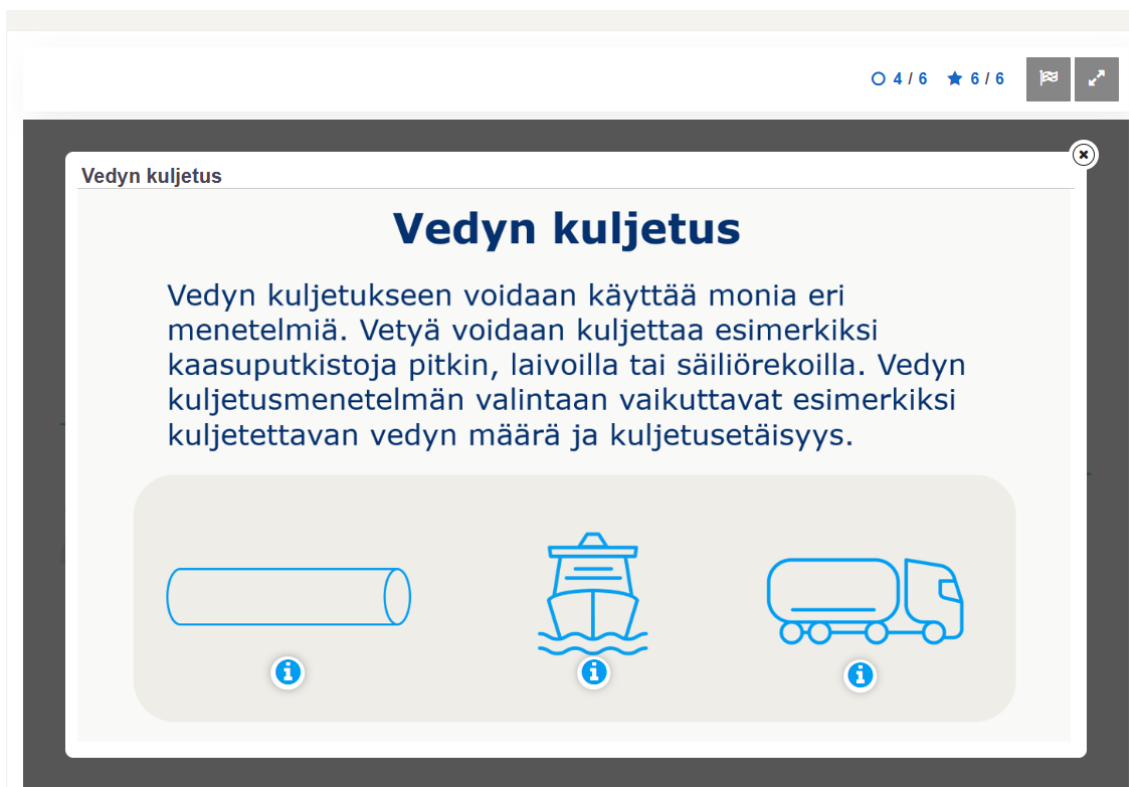 4 / 6 6 / 6
Vedyn kuljetus
Vedyn kuljetus
Vedyn kuljetukseen voidaan käyttää monia eri
menetelmiä. Vetyä voidaan kuljettaa esimerkiksi
kaasuputkistoja pitkin, laivoilla tai säiliörekoilla. Vedyn
kuljetusmenetelmän valintaan vaikuttavat esimerkiksi
kuljetettavan vedyn määrä ja kuljetusetäisyys.